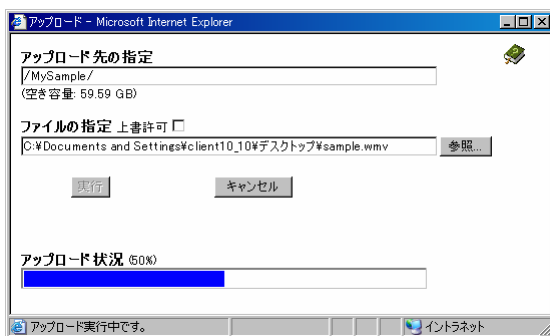 アップロード - Microsoft Internet Explorer
アップロード先の指定
/MySample/
(空き容量: 59.59 GB)
ファイルの指定 上書許可
C:¥Documents and Settings¥client10_10¥デスクトップ¥sample.wmv 参照...
実行 キャンセル
アップロード状況 (50%)
アップロード実行中です。 イントラネット